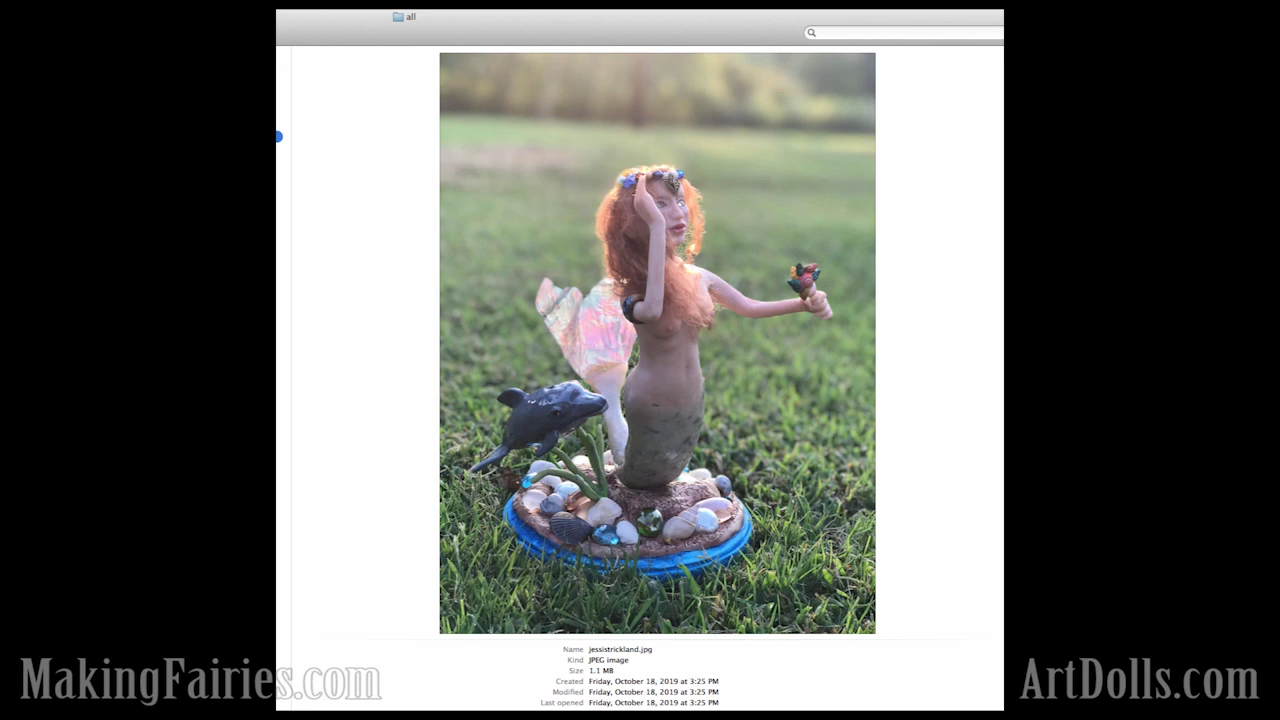 all
Name jessistrickland.jpg
Kind JPEG image
Size 1.1 MB
Created Friday, October 18, 2019 at 3:25 PM
Modified Friday, October 18, 2019 at 3:25 PM
Last opened Friday, October 18, 2019 at 3:25 PM
MakingFairies.com
ArtDolls.com